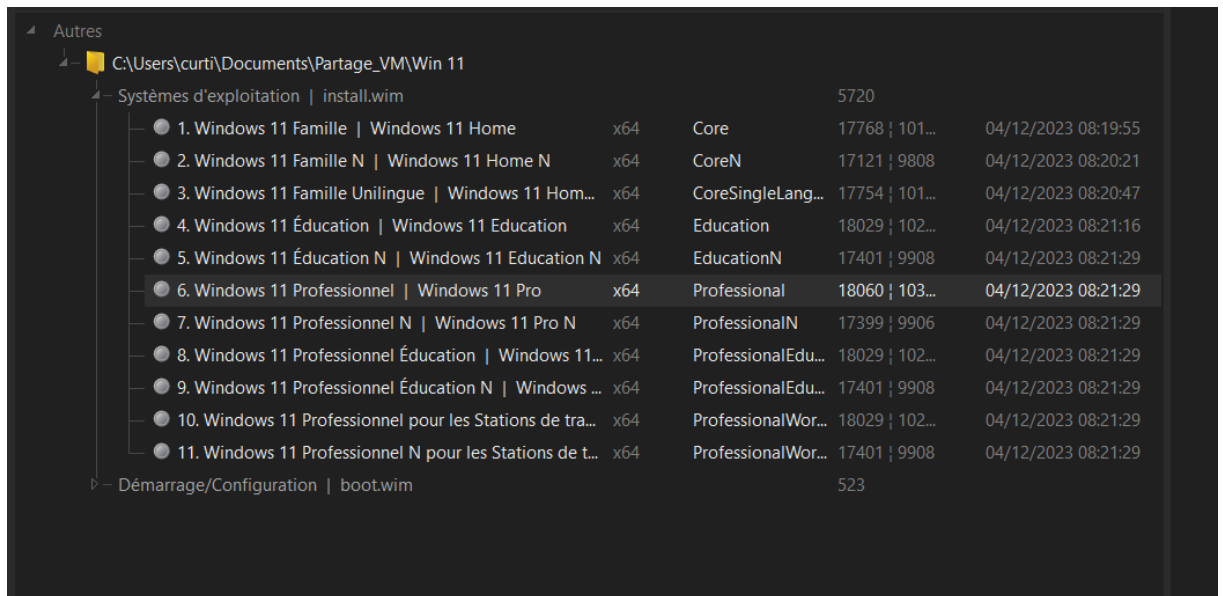 Autres
C:\Users\curti\Documents\Partage_VM\Win 11
Systèmes d'exploitation | install.wim 5720
1. Windows 11 Famille | Windows 11 Home x64 Core 17768 ¦ 101... 04/12/2023 08:19:55
2. Windows 11 Famille N | Windows 11 Home N x64 CoreN 17121 ¦ 9808 04/12/2023 08:20:21
3. Windows 11 Famille Unilingue | Windows 11 Hom... x64 CoreSingleLang... 17754 ¦ 101... 04/12/2023 08:20:47
4. Windows 11 Éducation | Windows 11 Education x64 Education 18029 ¦ 102... 04/12/2023 08:21:16
5. Windows 11 Éducation N | Windows 11 Education N x64 EducationN 17401 ¦ 9908 04/12/2023 08:21:29
6. Windows 11 Professionnel | Windows 11 Pro x64 Professional 18060 ¦ 103... 04/12/2023 08:21:29
7. Windows 11 Professionnel N | Windows 11 Pro N x64 ProfessionalN 17399 ¦ 9906 04/12/2023 08:21:29
8. Windows 11 Professionnel Éducation | Windows 11... x64 ProfessionalEdu... 18029 ¦ 102... 04/12/2023 08:21:29
9. Windows 11 Professionnel Éducation N | Windows ... x64 ProfessionalEdu... 17401 ¦ 9908 04/12/2023 08:21:29
10. Windows 11 Professionnel pour les Stations de tra... x64 ProfessionalWor... 18029 ¦ 102... 04/12/2023 08:21:29
11. Windows 11 Professionnel N pour les Stations de t... x64 ProfessionalWor... 17401 ¦ 9908 04/12/2023 08:21:29
Démarrage/Configuration | boot.wim 523